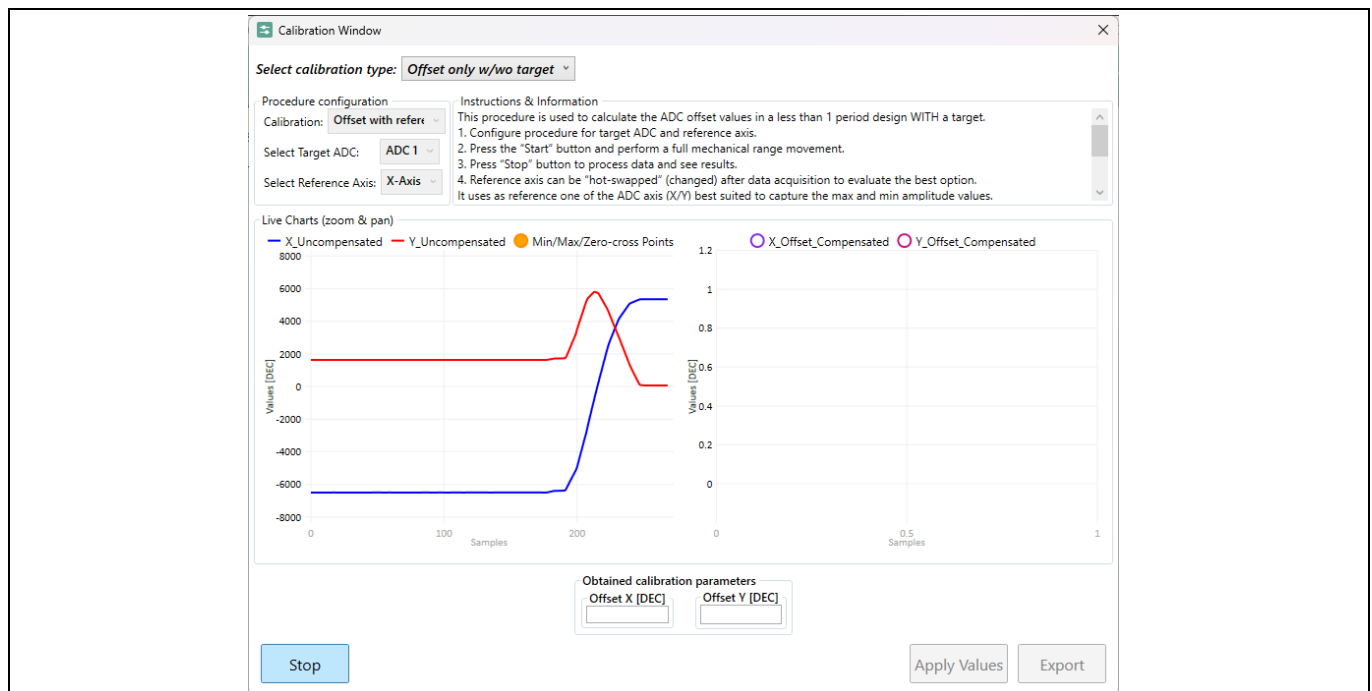 Calibration Window
Select calibration type: Offset only w/wo target
Procedure configuration
Calibration: Offset with refere
Select Target ADC: ADC 1
Select Reference Axis: X-Axis
Instructions & Information
This procedure is used to calculate the ADC offset values in a less than 1 period design WITH a target.
1. Configure procedure for target ADC and reference axis.
2. Press the "Start" button and perform a full mechanical range movement.
3. Press "Stop" button to process data and see results.
4. Reference axis can be "hot-swapped" (changed) after data acquisition to evaluate the best option.
It uses as reference one of the ADC axis (X/Y) best suited to capture the max and min amplitude values.
Live Charts (zoom & pan)
X_Uncompensated Y_Uncompensated Min/Max/Zero-cross Points
8000
6000
4000
2000
0
-2000
-4000
-6000
-8000
Values [DEC]
0 100 200
Samples
X_Offset_Compensated Y_Offset_Compensated
1.2
1
0.8
0.6
0.4
0.2
0
Values [DEC]
0 0.5 1
Samples
Obtained calibration parameters
Offset X [DEC] Offset Y [DEC]
Stop Apply Values Export